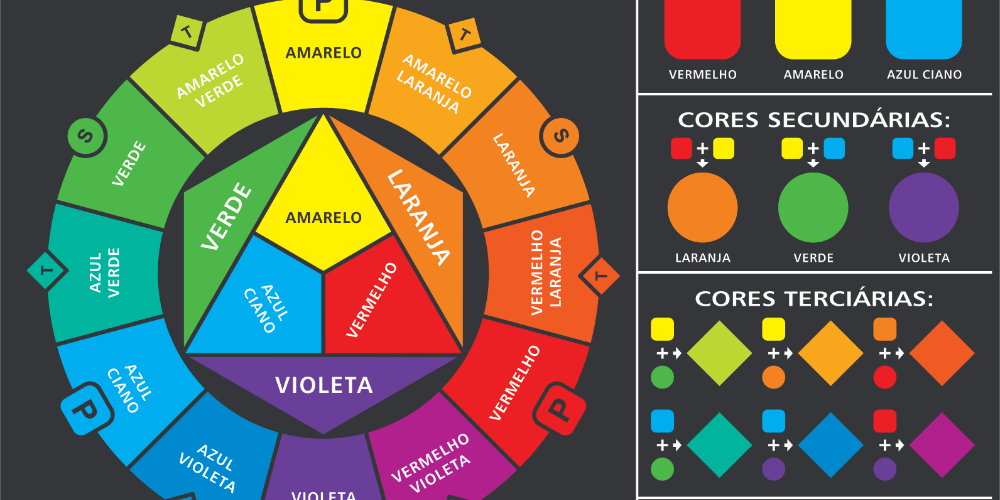 P
AMARELO
T
AMARELO
LARANJA
S
LARANJA
T
VERMELHO
LARANJA
P
VERMELHO
VERMELHO
VIOLETA
VIOLETA
AZUL
VIOLETA
P
AZUL
CIANO
T
AZUL
VERDE
S
VERDE
T
AMARELO
VERDE
VERDE
AMARELO
LARANJA
AZUL
CIANO
VERMELHO
VIOLETA
VERMELHO AMARELO AZUL CIANO
CORES SECUNDÁRIAS:
+ + +
LARANJA VERDE VIOLETA
CORES TERCIÁRIAS:
+ + +
+ + +